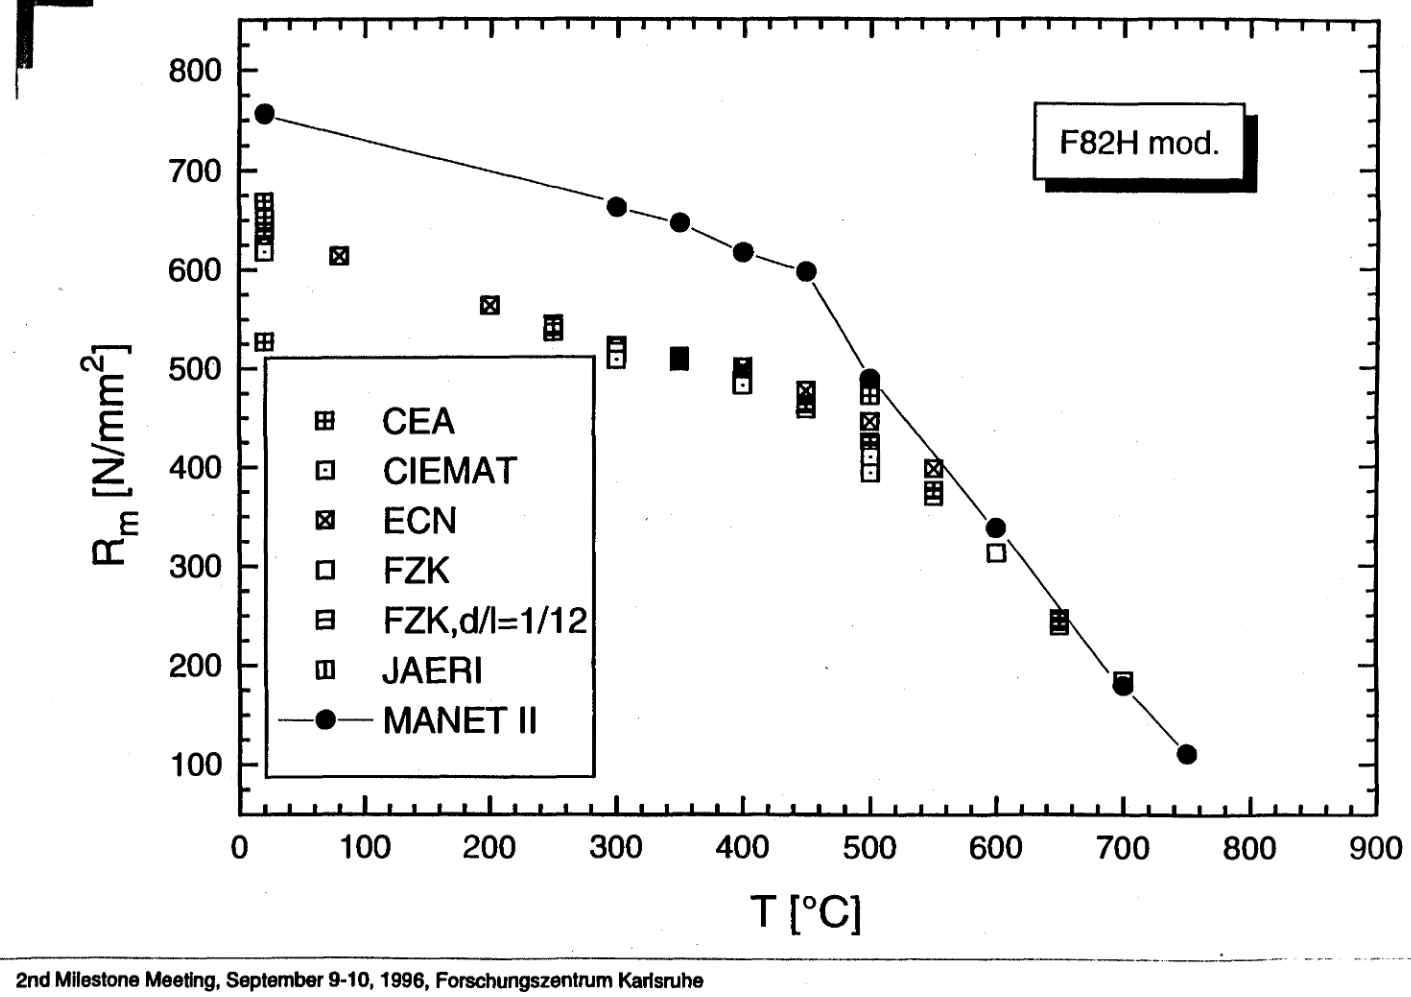 800
700
600
500
400
300
200
100
R_m [N/mm²]
F82H mod.
CEA
CIEMAT
ECN
FZK
FZK,d/l=1/12
JAERI
MANET II
0 100 200 300 400 500 600 700 800 900
T [°C]
2nd Milestone Meeting, September 9-10, 1996, Forschungszentrum Karlsruhe